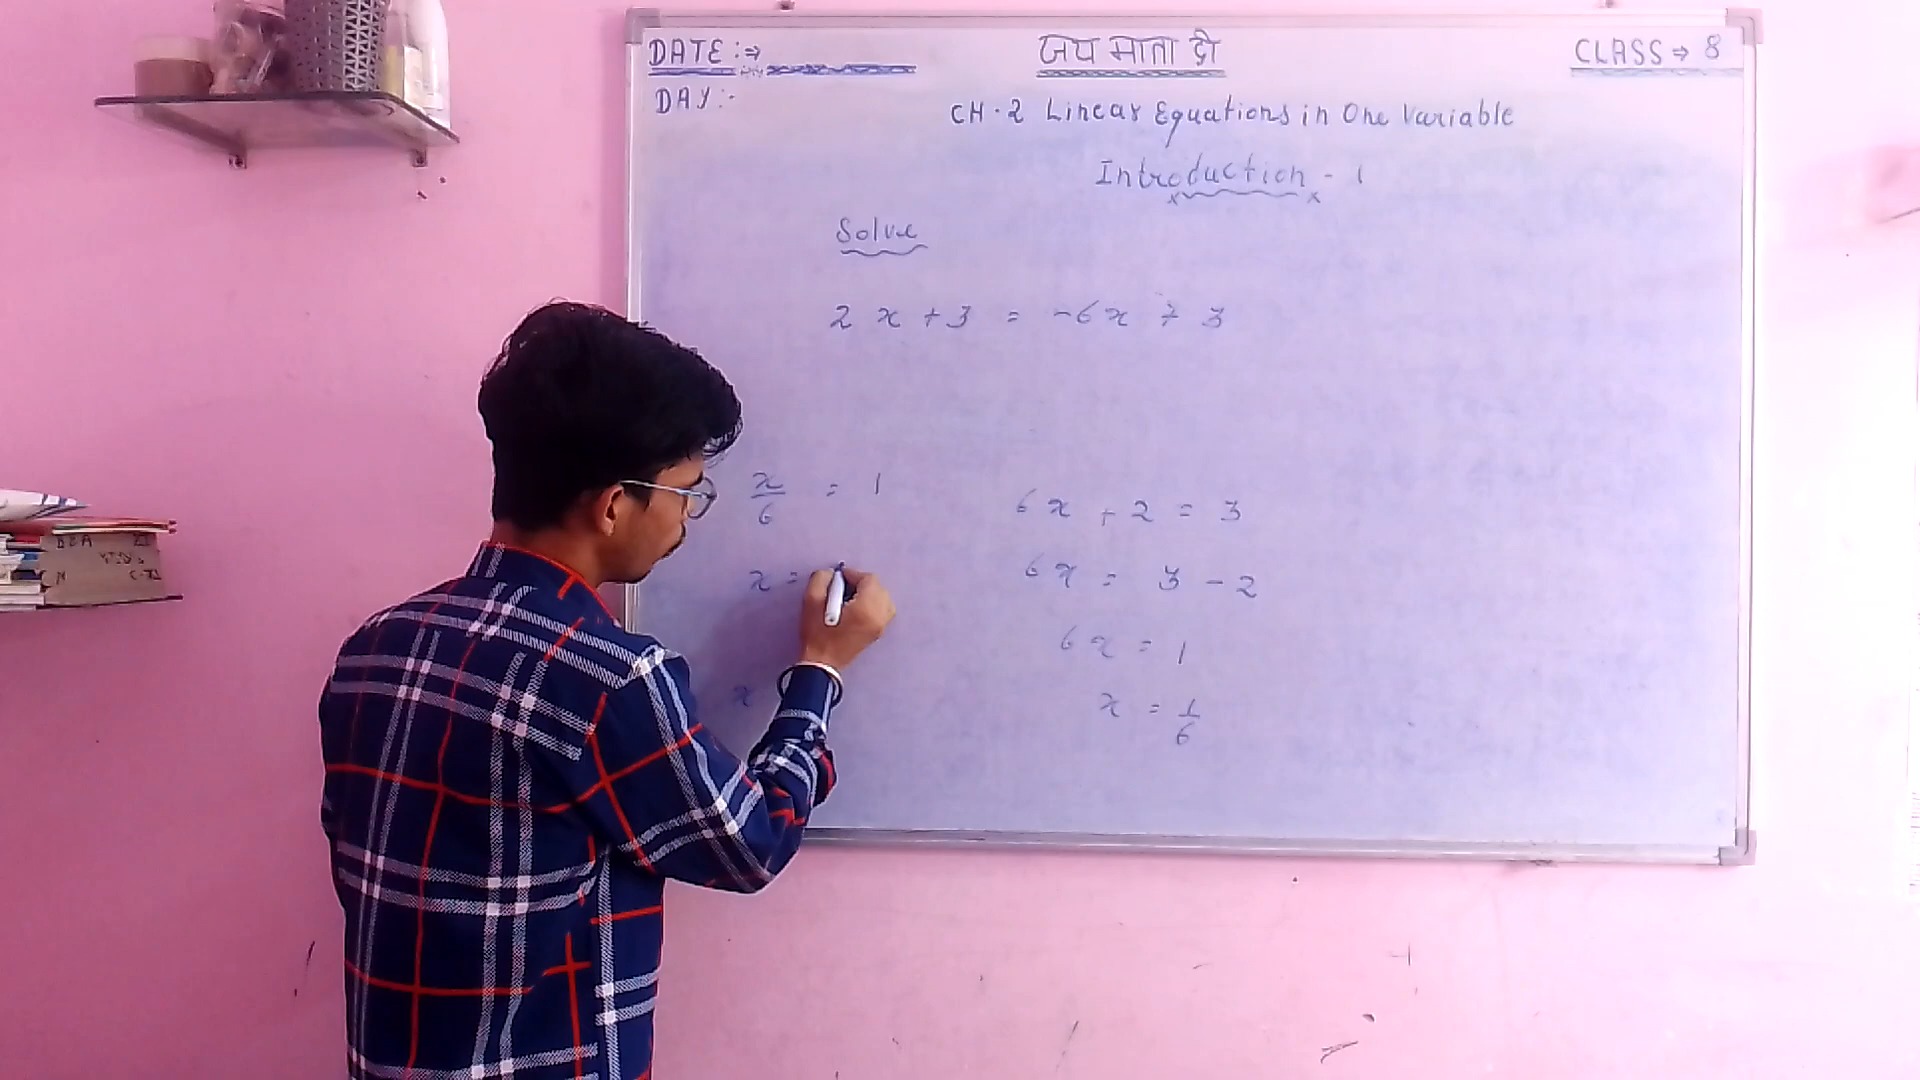 DATE :⇒
जय माता दी
CLASS → 8
DAY :-
CH · 2 Linear Equations in One Variable
Introduction - 1
Solve
2 x + 3 = -6x + 3
x/6 = 1
x =
x
6x + 2 = 3
6x = 3 - 2
6x = 1
x = 1/6